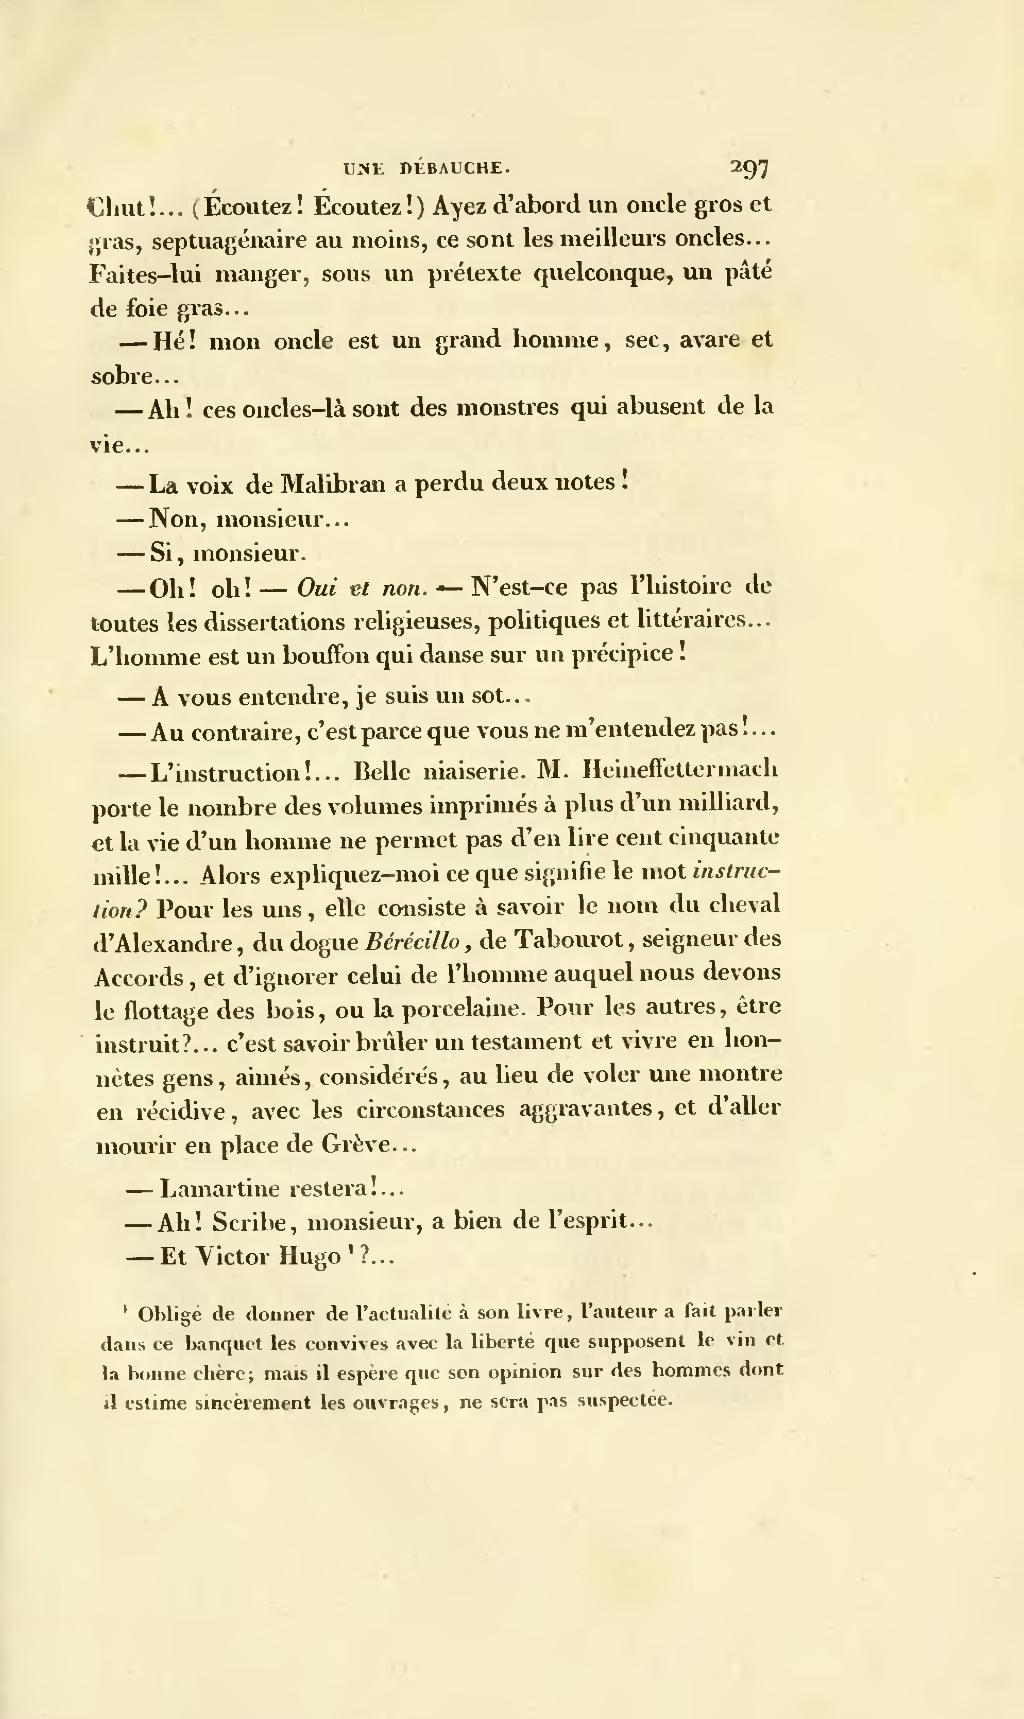 UNE DÉBAUCHE. 297
Chut!... (Écoutez! Écoutez!) Ayez d'abord un oncle gros et
gras, septuagénaire au moins, ce sont les meilleurs oncles...
Faites-lui manger, sous un prétexte quelconque, un pâté
de foie gras...
— Hé! mon oncle est un grand homme, sec, avare et
sobre...
— Ah! ces oncles-là sont des monstres qui abusent de la
vie...
— La voix de Malibran a perdu deux notes!
— Non, monsieur...
— Si, monsieur.
— Oh! oh! — Oui et non. — N'est-ce pas l'histoire de
toutes les dissertations religieuses, politiques et littéraires...
L'homme est un bouffon qui danse sur un précipice!
— A vous entendre, je suis un sot...
— Au contraire, c'est parce que vous ne m'entendez pas!...
— L'instruction!... Belle niaiserie. M. Heineffettermach
porte le nombre des volumes imprimés à plus d'un milliard,
et la vie d'un homme ne permet pas d'en lire cent cinquante
mille!... Alors expliquez-moi ce que signifie le mot instruc-
tion? Pour les uns, elle consiste à savoir le nom du cheval
d'Alexandre, du dogue Bérécillo, de Tabourot, seigneur des
Accords, et d'ignorer celui de l'homme auquel nous devons
le flottage des bois, ou la porcelaine. Pour les autres, être
instruit?... c'est savoir brûler un testament et vivre en hon-
nêtes gens, aimés, considérés, au lieu de voler une montre
en récidive, avec les circonstances aggravantes, et d'aller
mourir en place de Grève...
— Lamartine restera!...
— Ah! Scribe, monsieur, a bien de l'esprit...
— Et Victor Hugo ¹?...
¹ Obligé de donner de l'actualité à son livre, l'auteur a fait parler
dans ce banquet les convives avec la liberté que supposent le vin et
la bonne chère; mais il espère que son opinion sur des hommes dont
il estime sincèrement les ouvrages, ne sera pas suspectée.